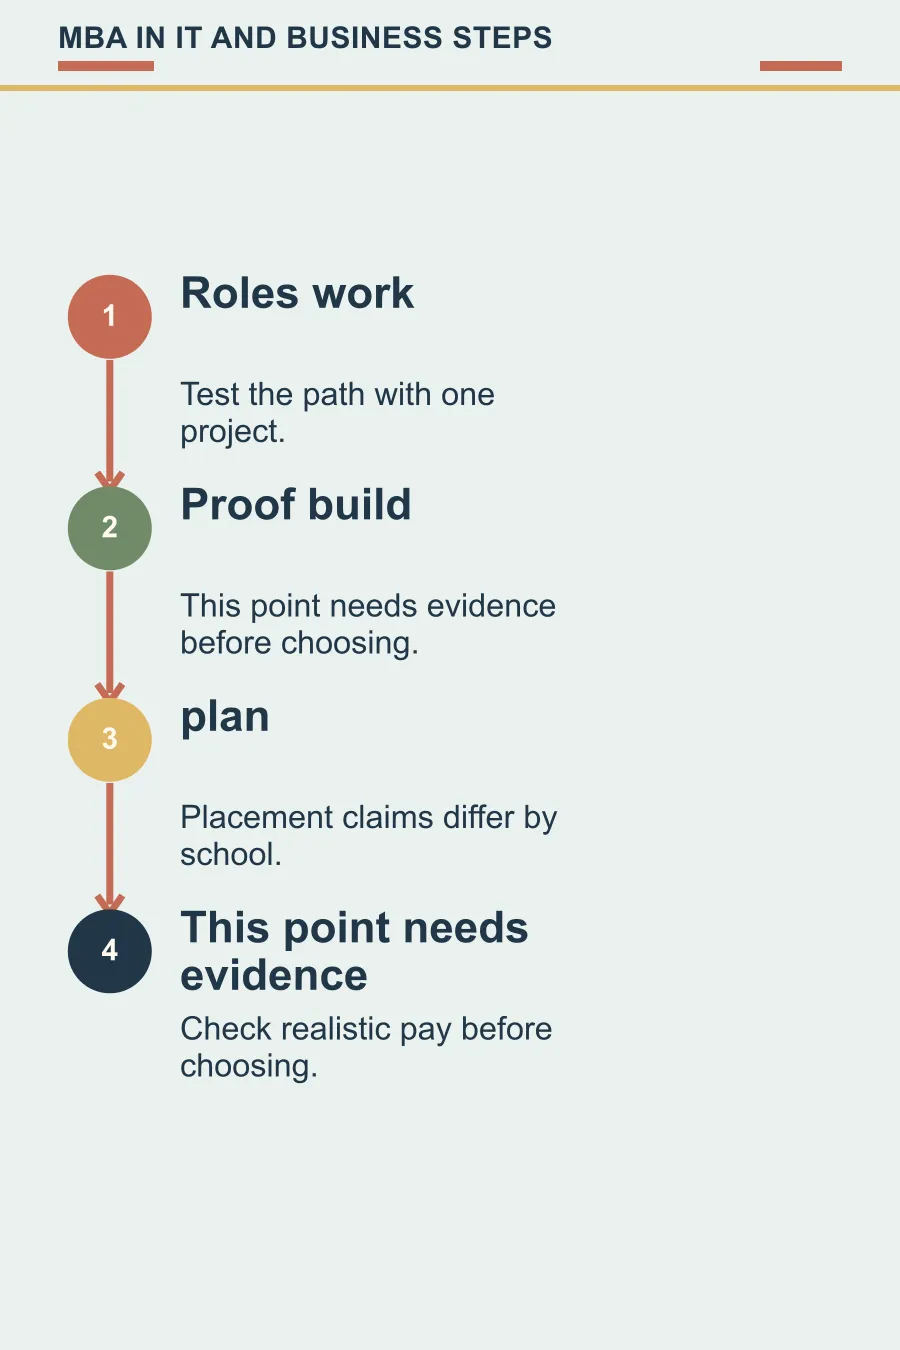 MBA IN IT AND BUSINESS STEPS
1
Roles work
Test the path with one
project.
2
Proof build
This point needs evidence
before choosing.
3
plan
Placement claims differ by
school.
4
This point needs
evidence
Check realistic pay before
choosing.